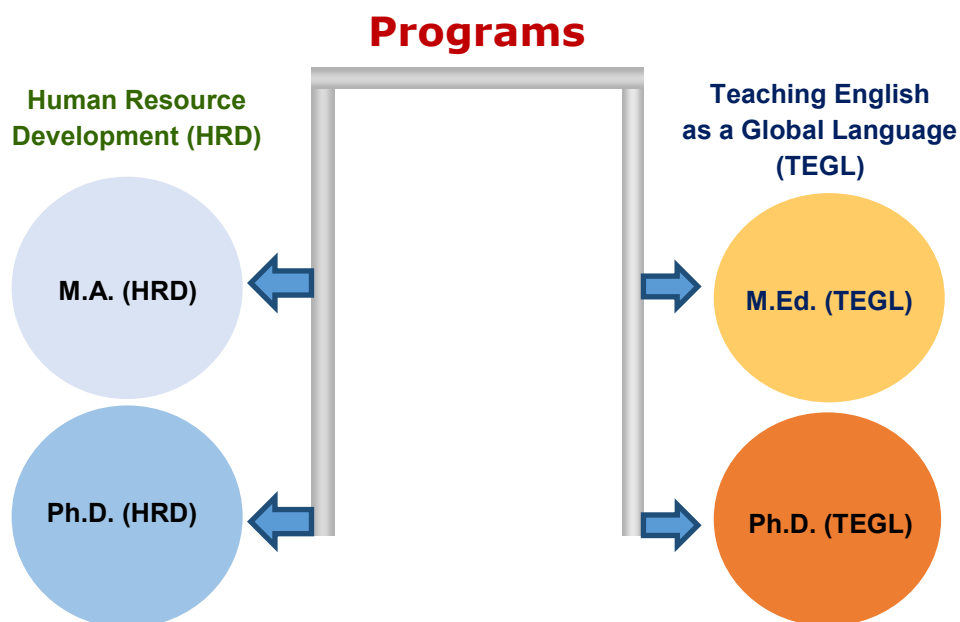 Programs
Human Resource
Development (HRD)
M.A. (HRD)
Ph.D. (HRD)
Teaching English
as a Global Language
(TEGL)
M.Ed. (TEGL)
Ph.D. (TEGL)